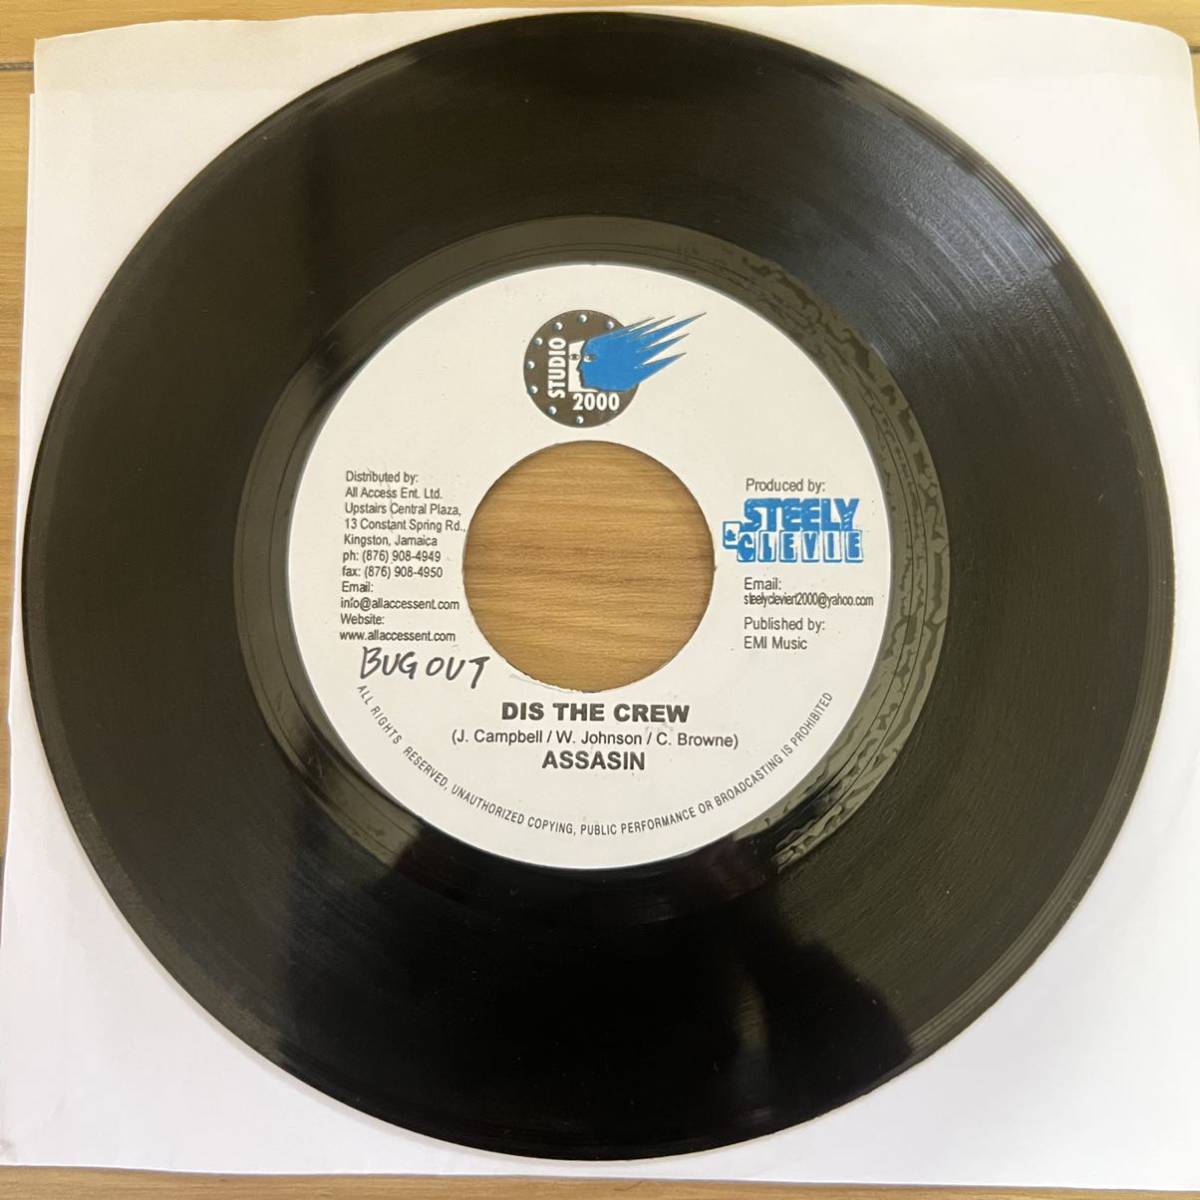 STUDIO
2000
Distributed by:
All Access Ent. Ltd.
Upstairs Central Plaza,
13 Constant Spring Rd.,
Kingston, Jamaica
ph: (876) 908-4949
fax: (876) 908-4950
Email:
info@allaccessent.com
Website:
www.allaccessent.com
BUG OUT
Produced by:
STEELY
& CLEVIE
Email:
steelyclevient2000@yahoo.com
Published by:
EMI Music
DIS THE CREW
(J. Campbell / W. Johnson / C. Browne)
ASSASIN
ALL RIGHTS RESERVED, UNAUTHORIZED COPYING, PUBLIC PERFORMANCE OR BROADCASTING IS PROHIBITED